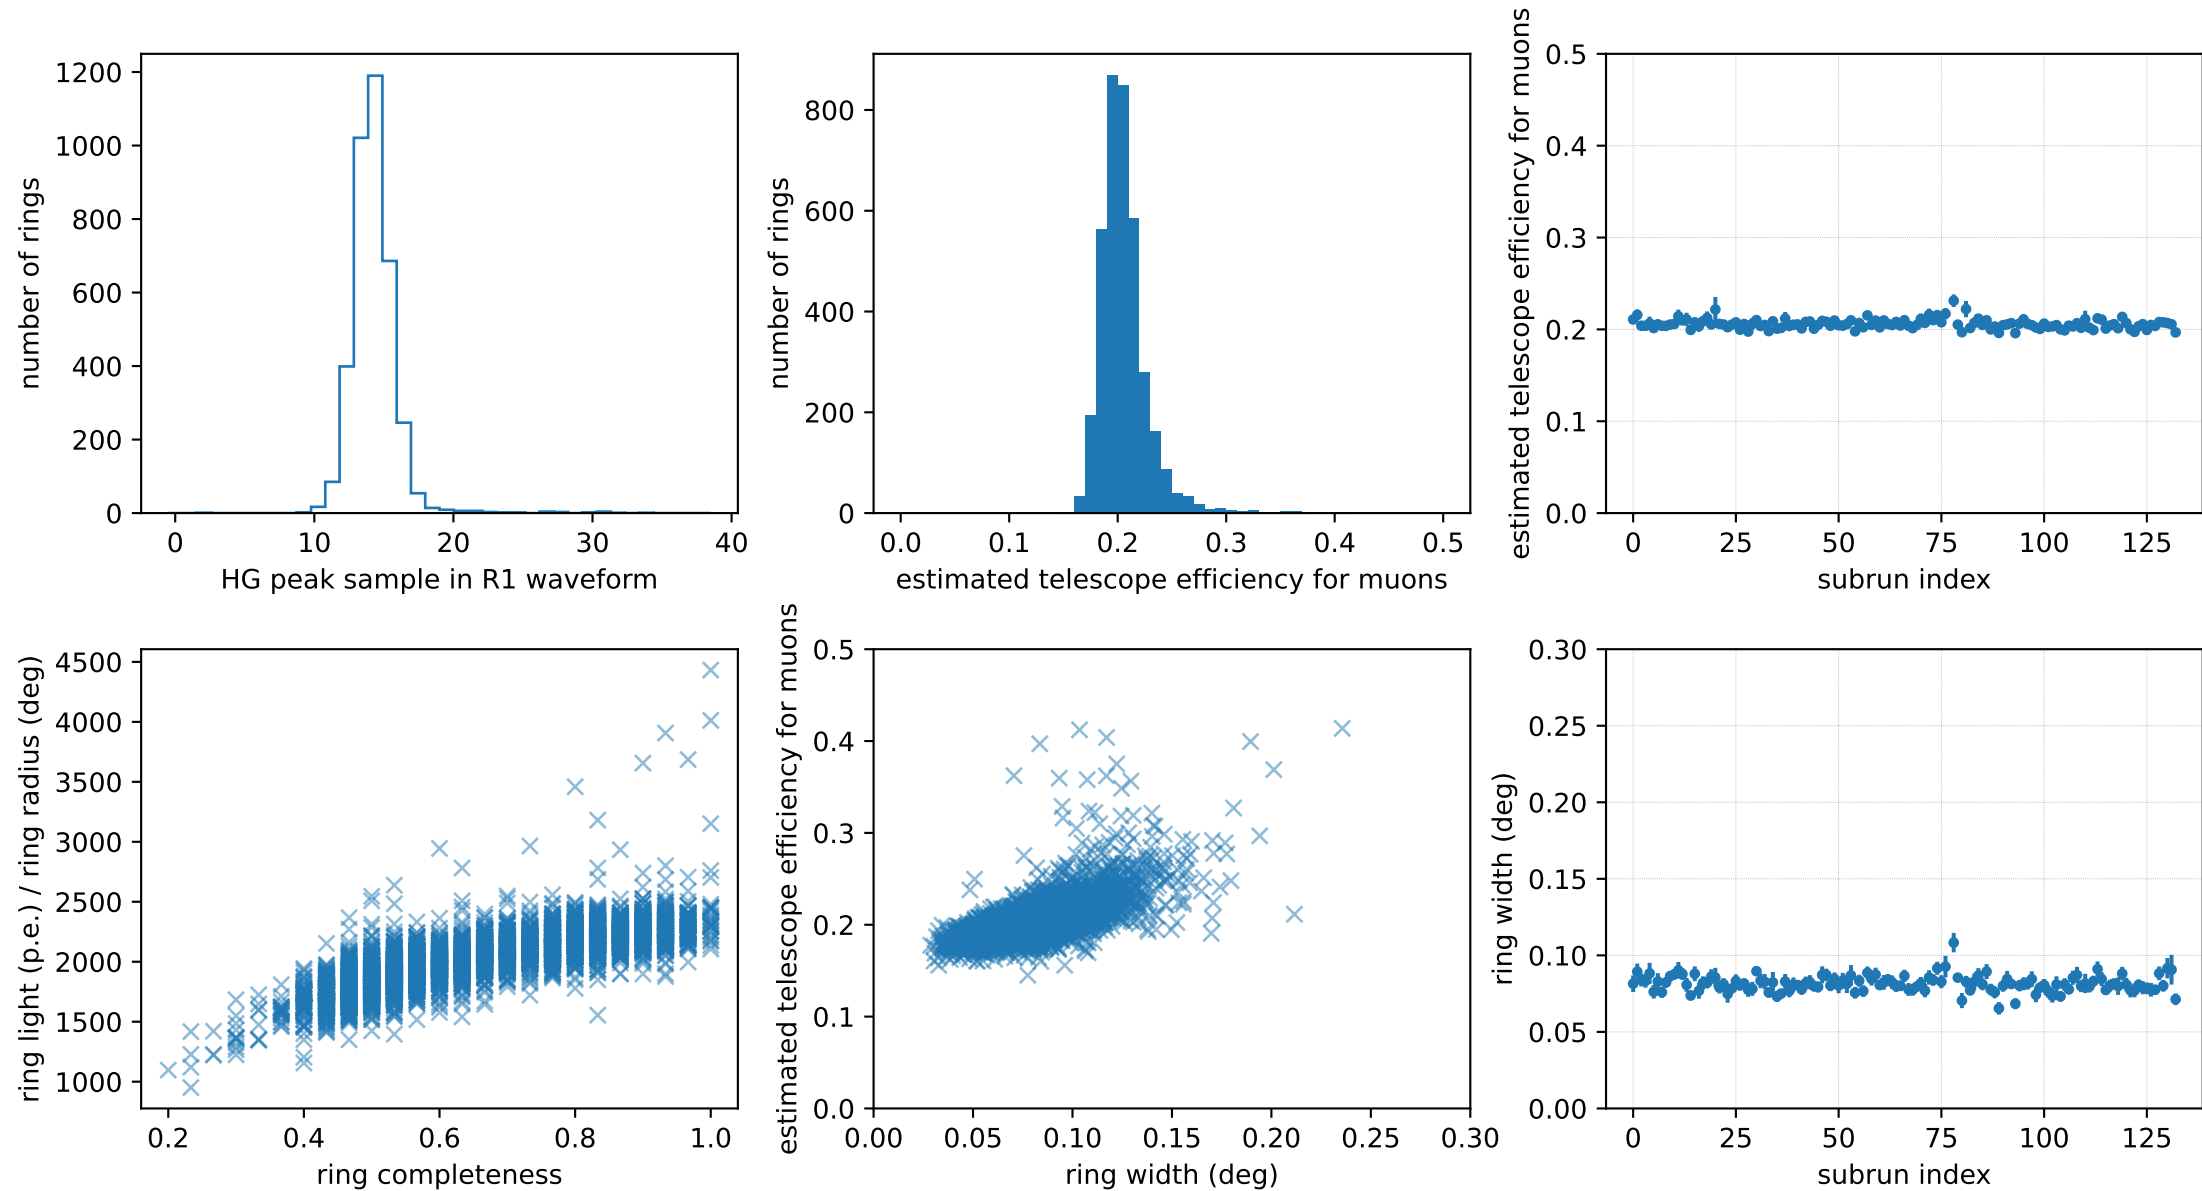 number of rings
1200
1000
800
600
400
200
0
0 10 20 30 40
HG peak sample in R1 waveform
number of rings
800
600
400
200
0
0.0 0.1 0.2 0.3 0.4 0.5
estimated telescope efficiency for muons
estimated telescope efficiency for muons
0.5
0.4
0.3
0.2
0.1
0.0
0 25 50 75 100 125
subrun index
ring light (p.e.) / ring radius (deg)
4500
4000
3500
3000
2500
2000
1500
1000
0.2 0.4 0.6 0.8 1.0
ring completeness
estimated telescope efficiency for muons
0.5
0.4
0.3
0.2
0.1
0.0
0.00 0.05 0.10 0.15 0.20 0.25 0.30
ring width (deg)
ring width (deg)
0.30
0.25
0.20
0.15
0.10
0.05
0.00
0 25 50 75 100 125
subrun index